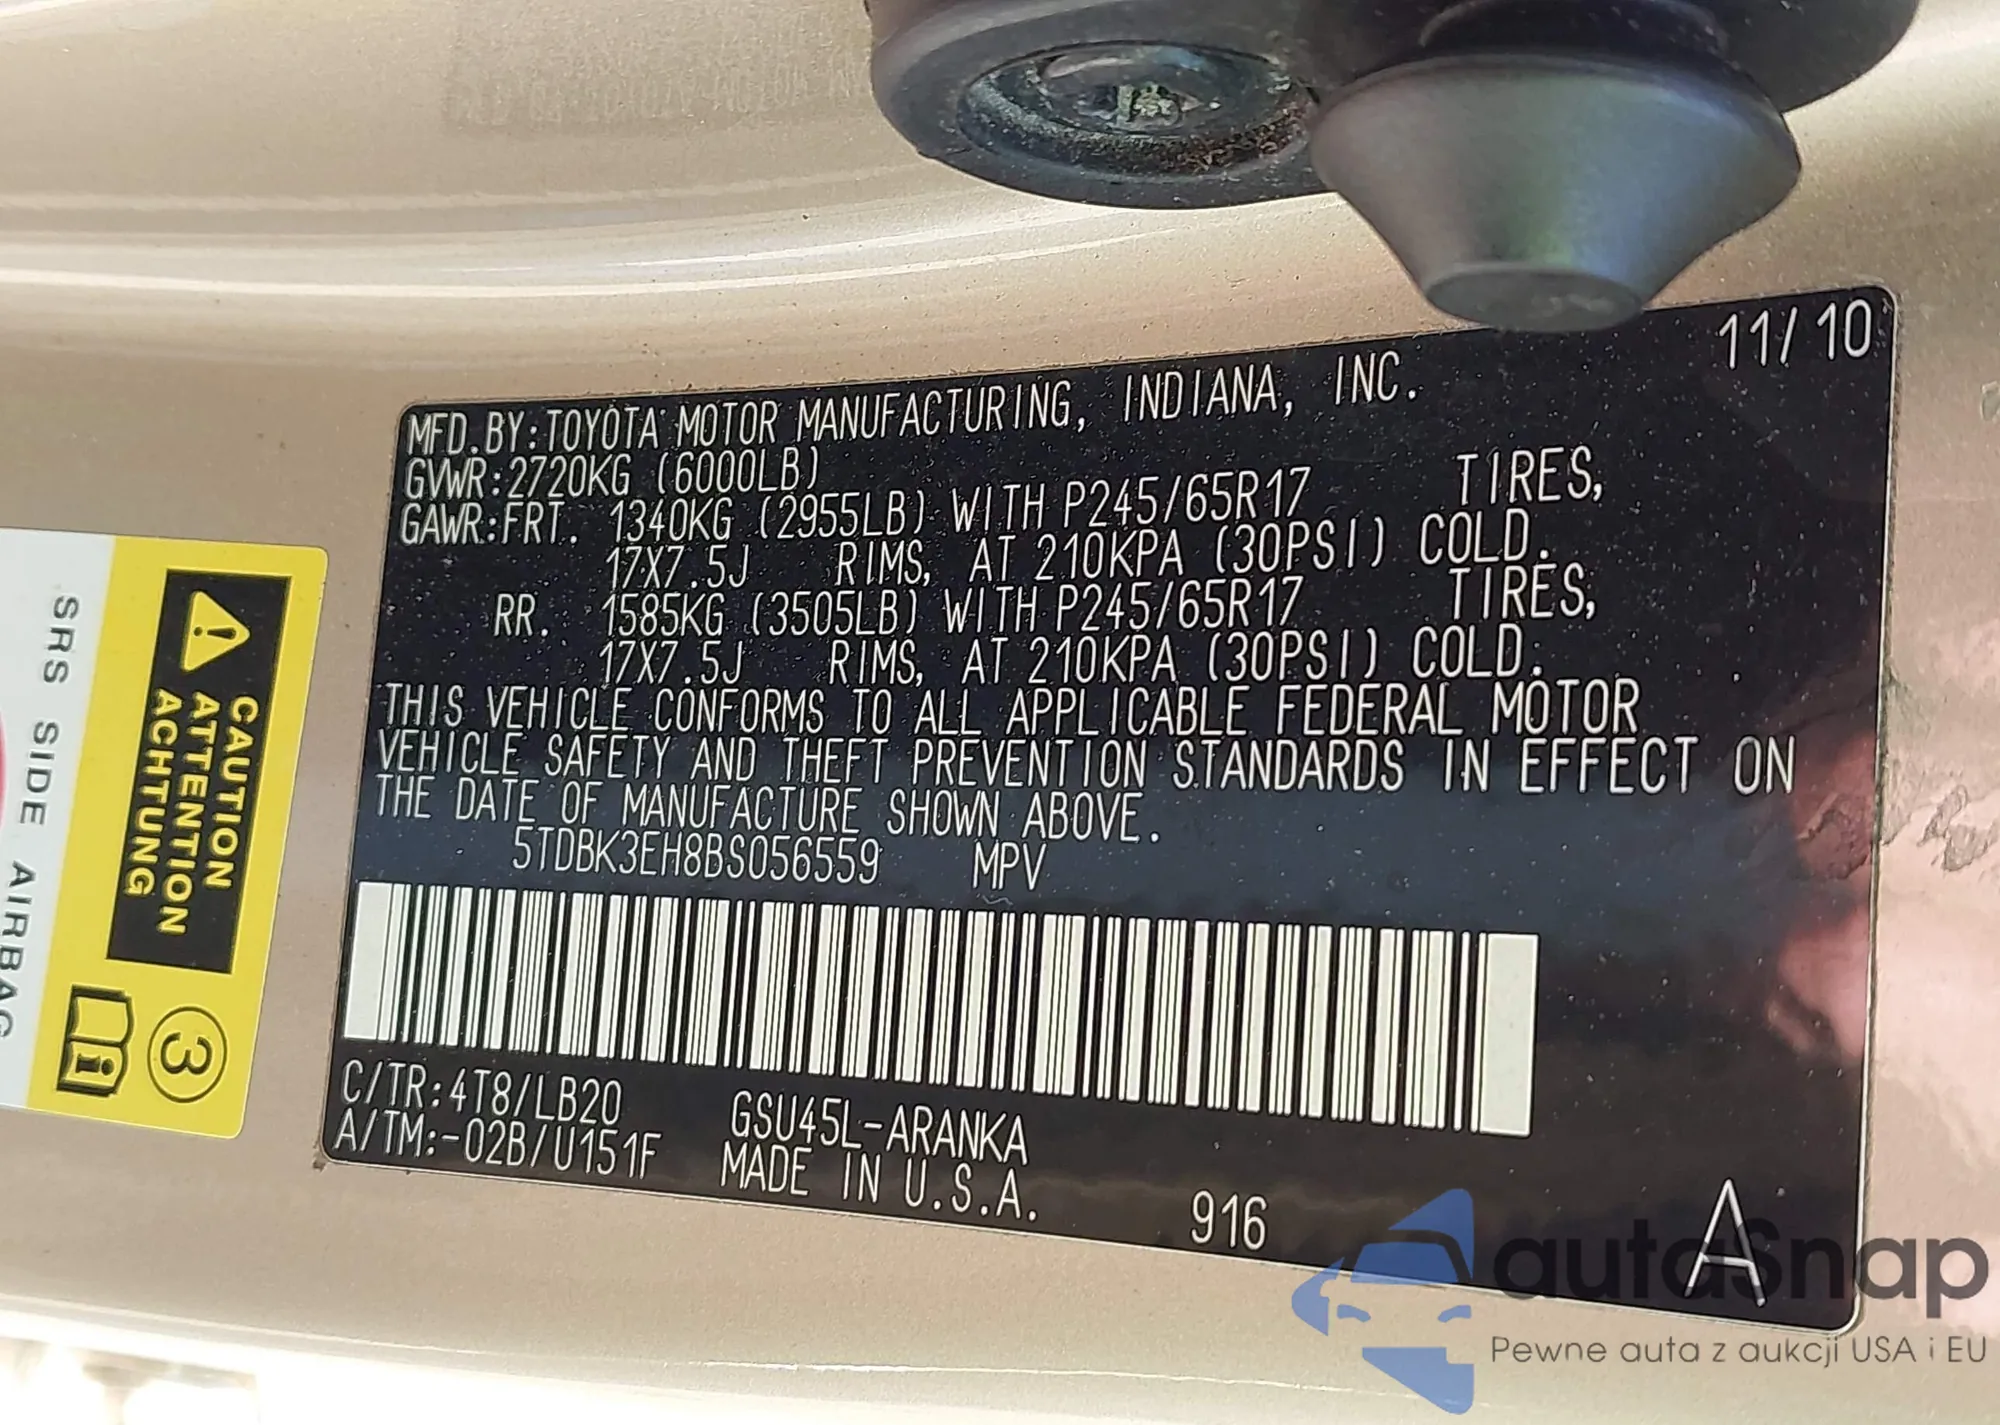 11/10
MFD.BY:TOYOTA MOTOR MANUFACTURING, INDIANA, INC.
GVWR:2720KG (6000LB)
GAWR:FRT. 1340KG (2955LB) WITH P245/65R17 TIRES,
17X7.5J RIMS, AT 210KPA (30PSI) COLD.
RR. 1585KG (3505LB) WITH P245/65R17 TIRES,
17X7.5J RIMS, AT 210KPA (30PSI) COLD.
THIS VEHICLE CONFORMS TO ALL APPLICABLE FEDERAL MOTOR
VEHICLE SAFETY AND THEFT PREVENTION STANDARDS IN EFFECT ON
THE DATE OF MANUFACTURE SHOWN ABOVE.
5TDBK3EH8BS056559 MPV
C/TR:4T8/LB20 GSU45L-ARANKA
A/TM:-02B/U151F MADE IN U.S.A.
916
A
CAUTION
ATTENTION
ACHTUNG
3
SRS SIDE AIRBAG
autoSnap
Pewne auta z aukcji USA i EU